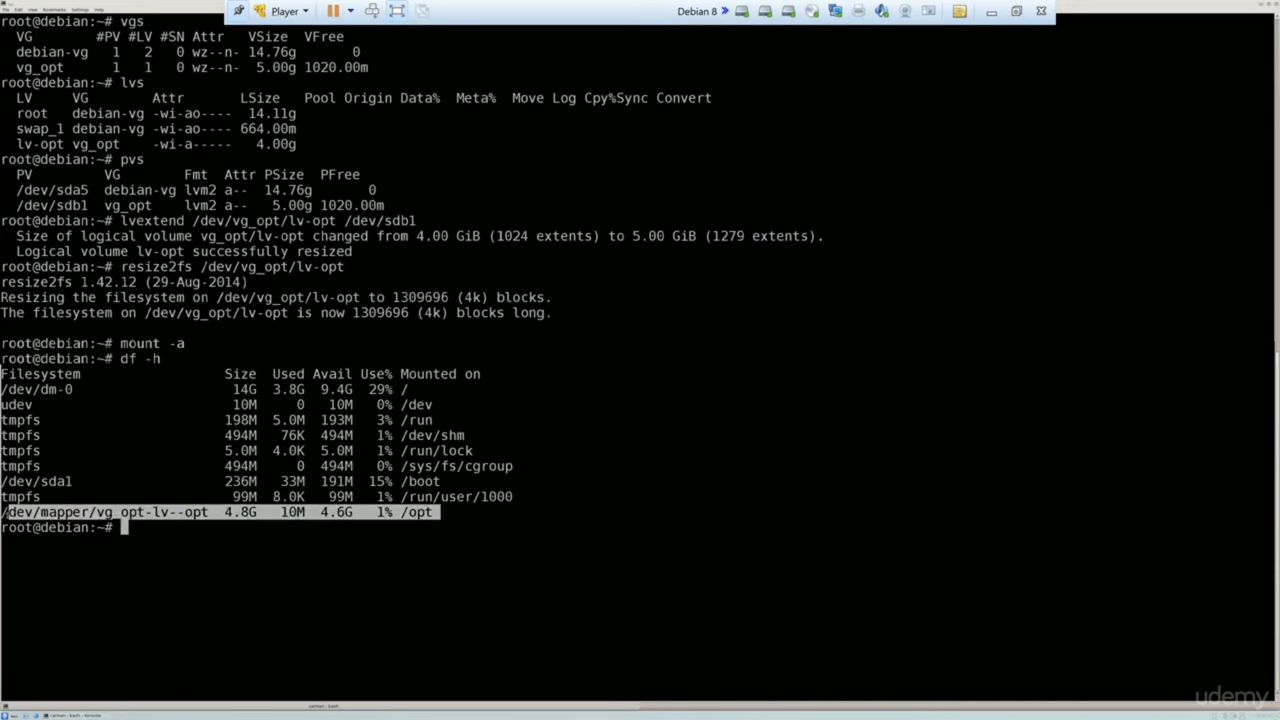 Player
Debian 8
root@debian:~# vgs
VG #PV #LV #SN Attr VSize VFree
debian-vg 1 2 0 wz--n- 14.76g 0
vg_opt 1 1 0 wz--n- 5.00g 1020.00m
root@debian:~# lvs
LV VG Attr LSize Pool Origin Data% Meta% Move Log Cpy%Sync Convert
root debian-vg -wi-ao---- 14.11g
swap_1 debian-vg -wi-ao---- 664.00m
lv-opt vg_opt -wi-a----- 4.00g
root@debian:~# pvs
PV VG Fmt Attr PSize PFree
/dev/sda5 debian-vg lvm2 a-- 14.76g 0
/dev/sdb1 vg_opt lvm2 a-- 5.00g 1020.00m
root@debian:~# lvextend /dev/vg_opt/lv-opt /dev/sdb1
Size of logical volume vg_opt/lv-opt changed from 4.00 GiB (1024 extents) to 5.00 GiB (1279 extents).
Logical volume lv-opt successfully resized
root@debian:~# resize2fs /dev/vg_opt/lv-opt
resize2fs 1.42.12 (29-Aug-2014)
Resizing the filesystem on /dev/vg_opt/lv-opt to 1309696 (4k) blocks.
The filesystem on /dev/vg_opt/lv-opt is now 1309696 (4k) blocks long.
root@debian:~# mount -a
root@debian:~# df -h
Filesystem Size Used Avail Use% Mounted on
/dev/dm-0 14G 3.8G 9.4G 29% /
udev 10M 0 10M 0% /dev
tmpfs 198M 5.0M 193M 3% /run
tmpfs 494M 76K 494M 1% /dev/shm
tmpfs 5.0M 4.0K 5.0M 1% /run/lock
tmpfs 494M 0 494M 0% /sys/fs/cgroup
/dev/sda1 236M 33M 191M 15% /boot
tmpfs 99M 8.0K 99M 1% /run/user/1000
/dev/mapper/vg_opt-lv--opt 4.8G 10M 4.6G 1% /opt
root@debian:~#
udemy